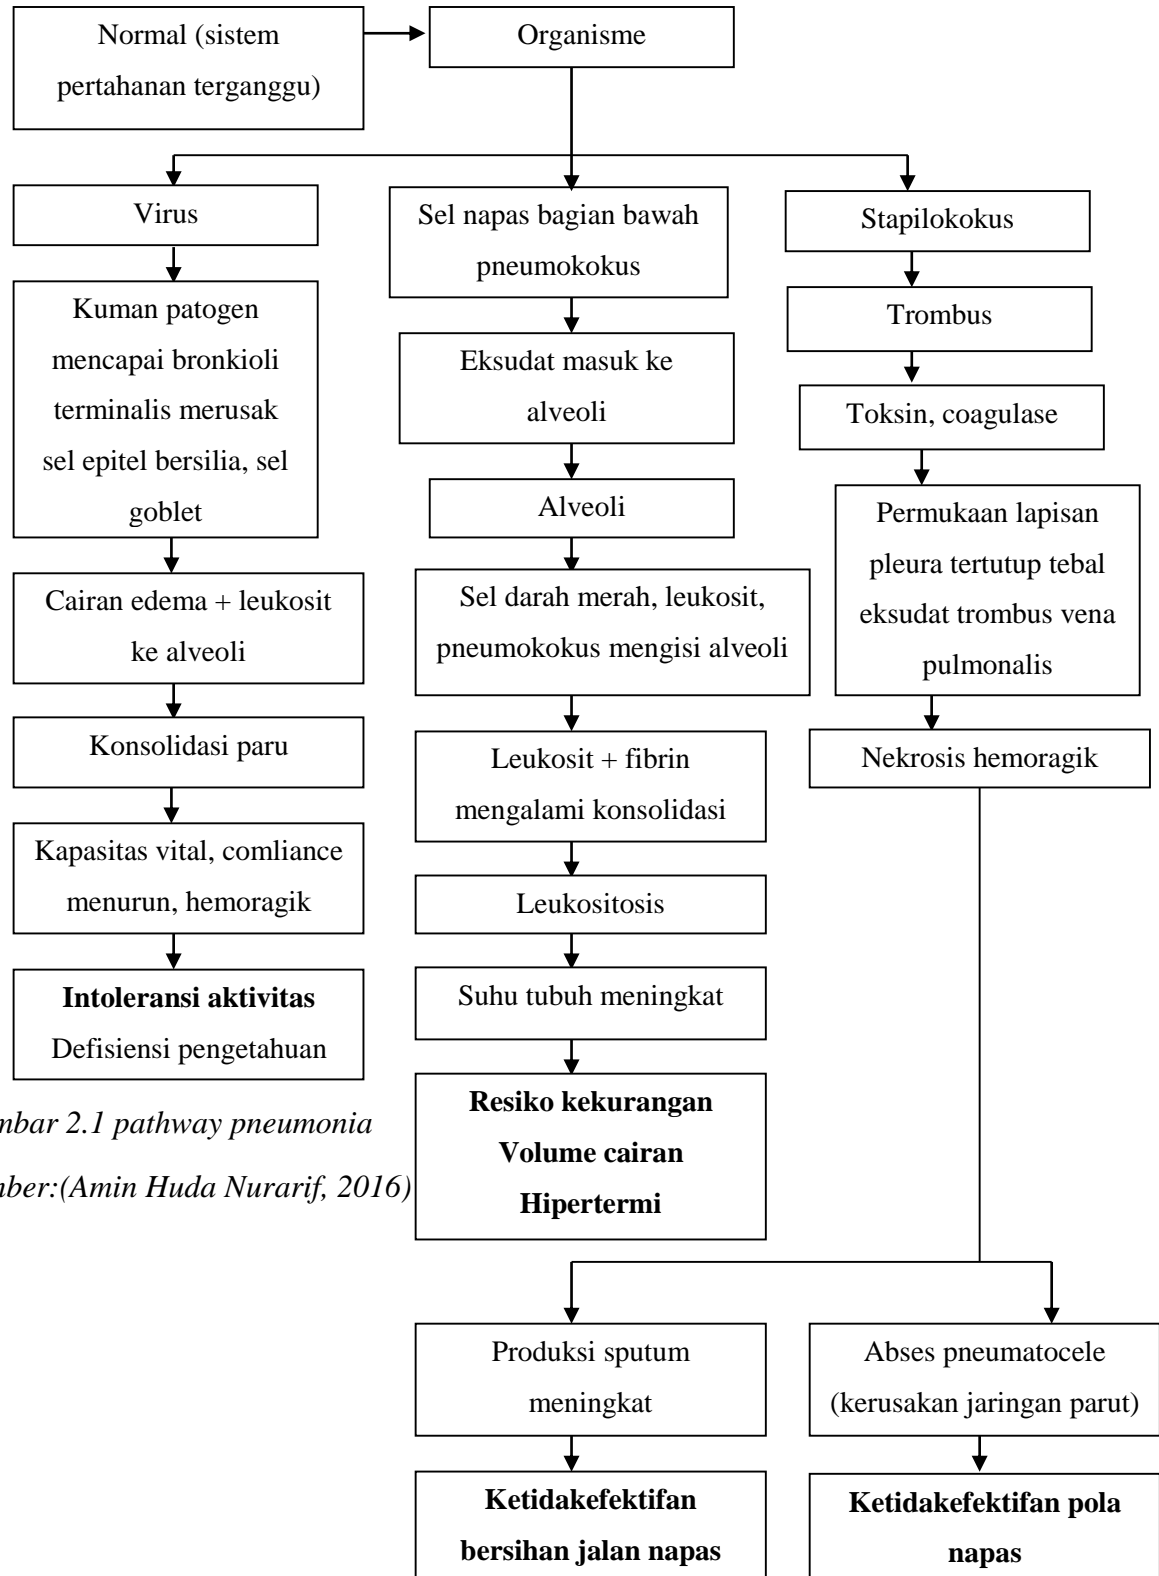 Normal (sistem
pertahanan terganggu)
Organisme
Virus
Kuman patogen
mencapai bronkioli
terminalis merusak
sel epitel bersilia, sel
goblet
Cairan edema + leukosit
ke alveoli
Konsolidasi paru
Kapasitas vital, comliance
menurun, hemoragik
Intoleransi aktivitas
Defisiensi pengetahuan
Sel napas bagian bawah
pneumokokus
Eksudat masuk ke
alveoli
Alveoli
Sel darah merah, leukosit,
pneumokokus mengisi alveoli
Leukosit + fibrin
mengalami konsolidasi
Leukositosis
Suhu tubuh meningkat
Resiko kekurangan
Volume cairan
Hipertermi
Stapilokokus
Trombus
Toksin, coagulase
Permukaan lapisan
pleura tertutup tebal
eksudat trombus vena
pulmonalis
Nekrosis hemoragik
Produksi sputum
meningkat
Ketidakefektifan
bersihan jalan napas
Abses pneumatocele
(kerusakan jaringan parut)
Ketidakefektifan pola
napas
mbar 2.1 pathway pneumonia
mber:(Amin Huda Nurarif, 2016)